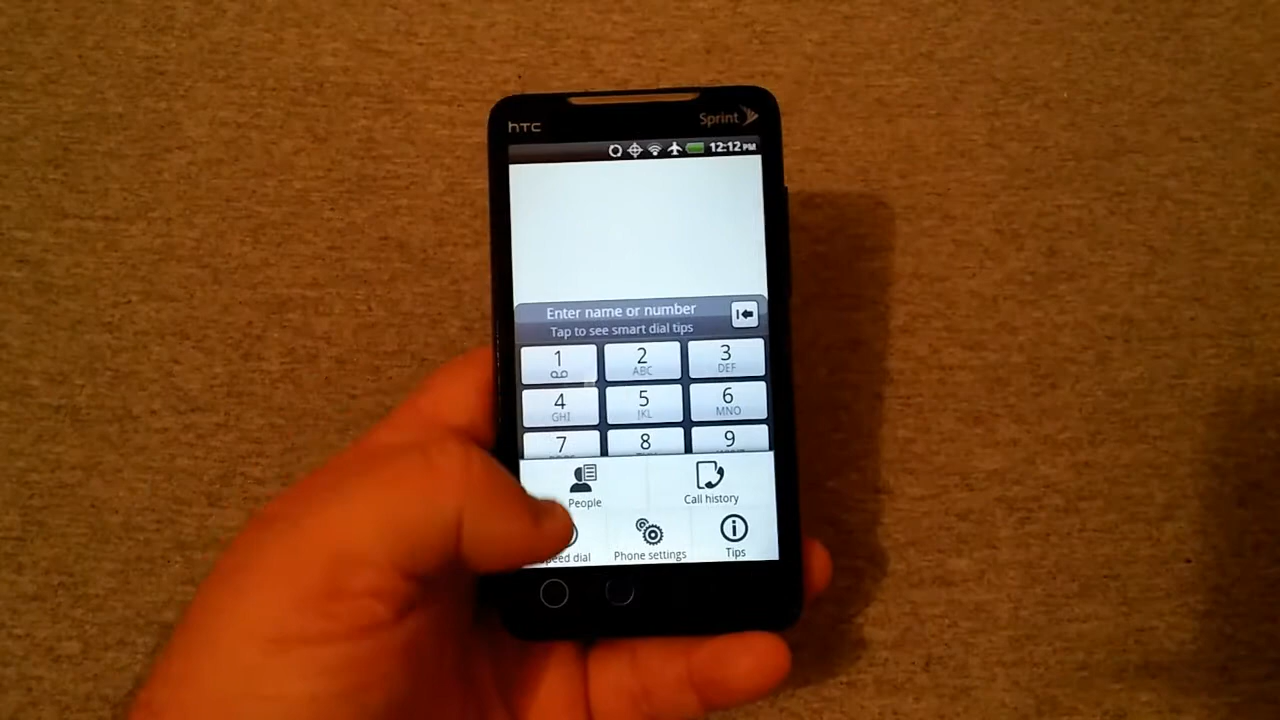 hTC
Sprint
12:12 PM
Enter name or number
Tap to see smart dial tips
1
2 ABC
3 DEF
4 GHI
5 JKL
6 MNO
7
8
9
People
Call history
dial
Phone settings
Tips